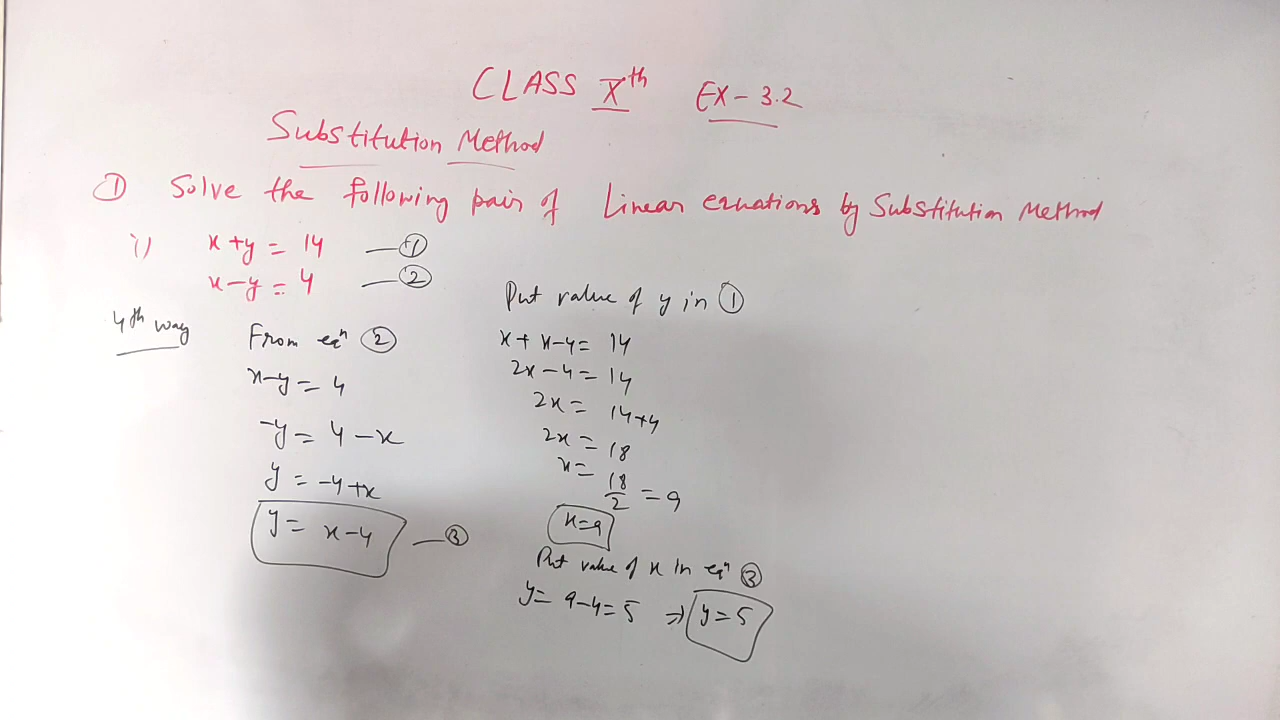 CLASS Xth EX-3.2
Substitution Method
① Solve the following pair of Linear equations by Substitution Method
i) x+y = 14 —①
x-y = 4 —②
4th way
From eqn ②
x-y = 4
-y = 4-x
y = -4+x
y = x-4 —③
Put value of y in ①
x+x-4= 14
2x-4= 14
2x= 14+4
2x= 18
x= 18/2 = 9
x=9
Put value of x in eqn ③
y= 9-4=5 ⇒ y=5